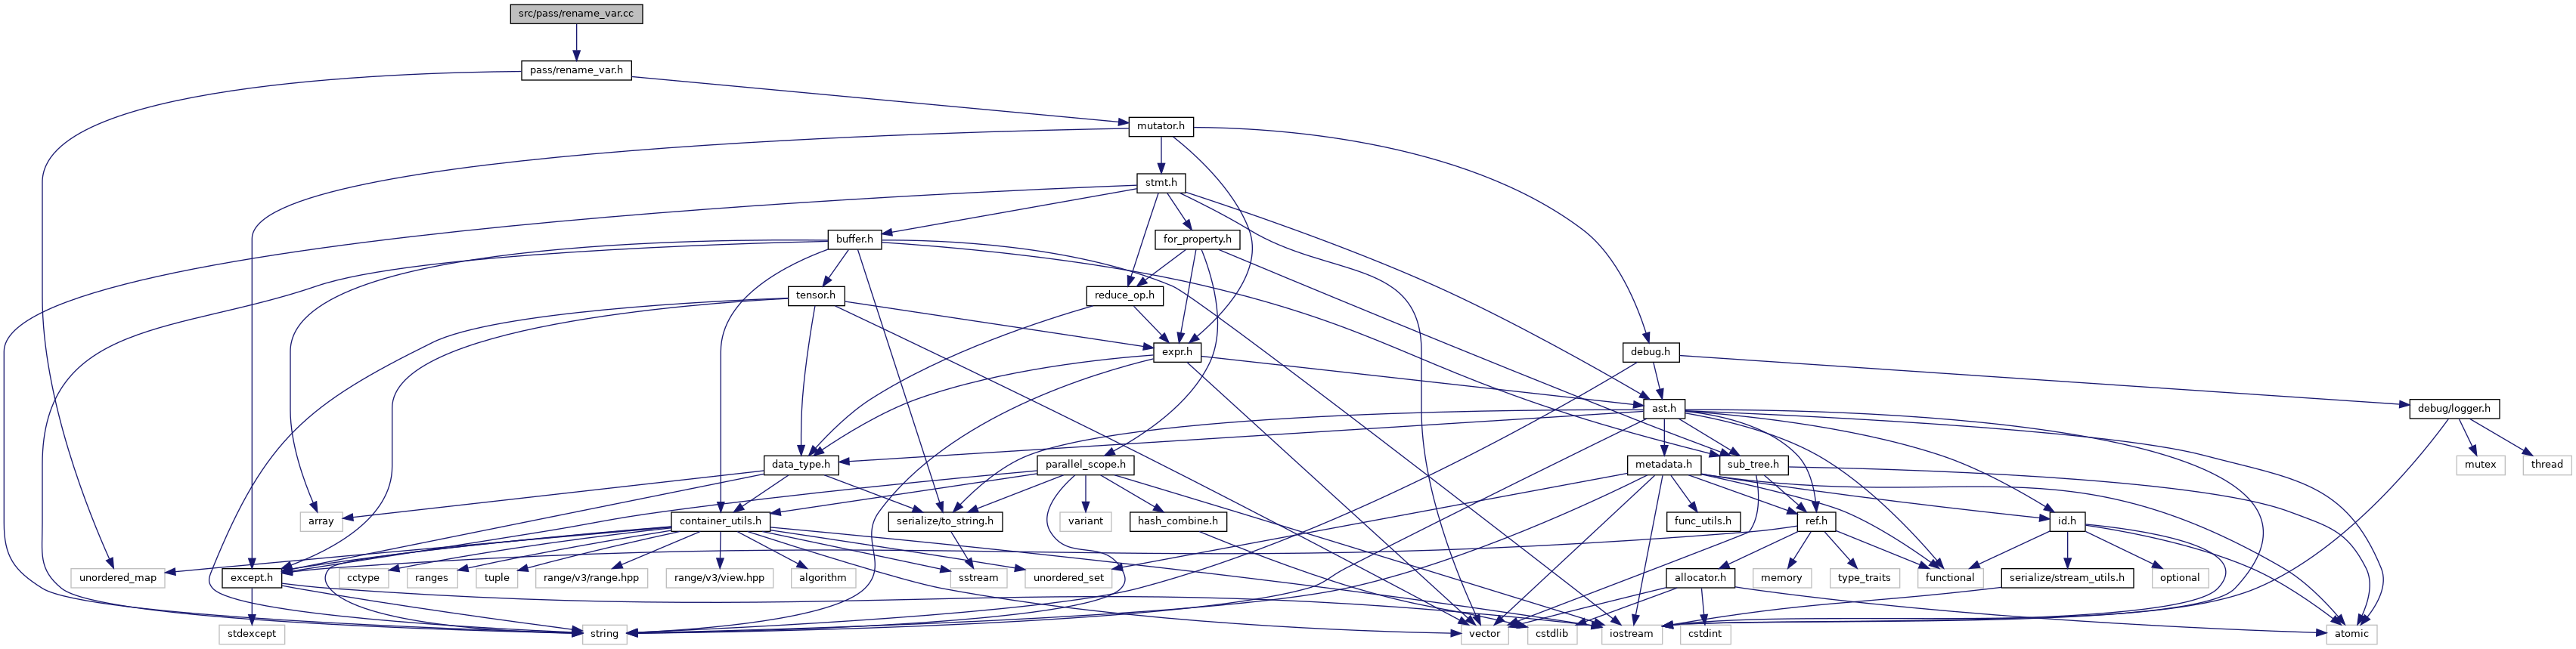 src/pass/rename_var.cc
pass/rename_var.h
mutator.h
stmt.h
buffer.h
for_property.h
tensor.h
reduce_op.h
expr.h
debug.h
ast.h
debug/logger.h
data_type.h
parallel_scope.h
metadata.h
sub_tree.h
mutex
thread
array
container_utils.h
serialize/to_string.h
variant
hash_combine.h
func_utils.h
ref.h
id.h
unordered_map
except.h
cctype
ranges
tuple
range/v3/range.hpp
range/v3/view.hpp
algorithm
sstream
unordered_set
allocator.h
memory
type_traits
functional
serialize/stream_utils.h
optional
stdexcept
string
vector
cstdlib
iostream
cstdint
atomic